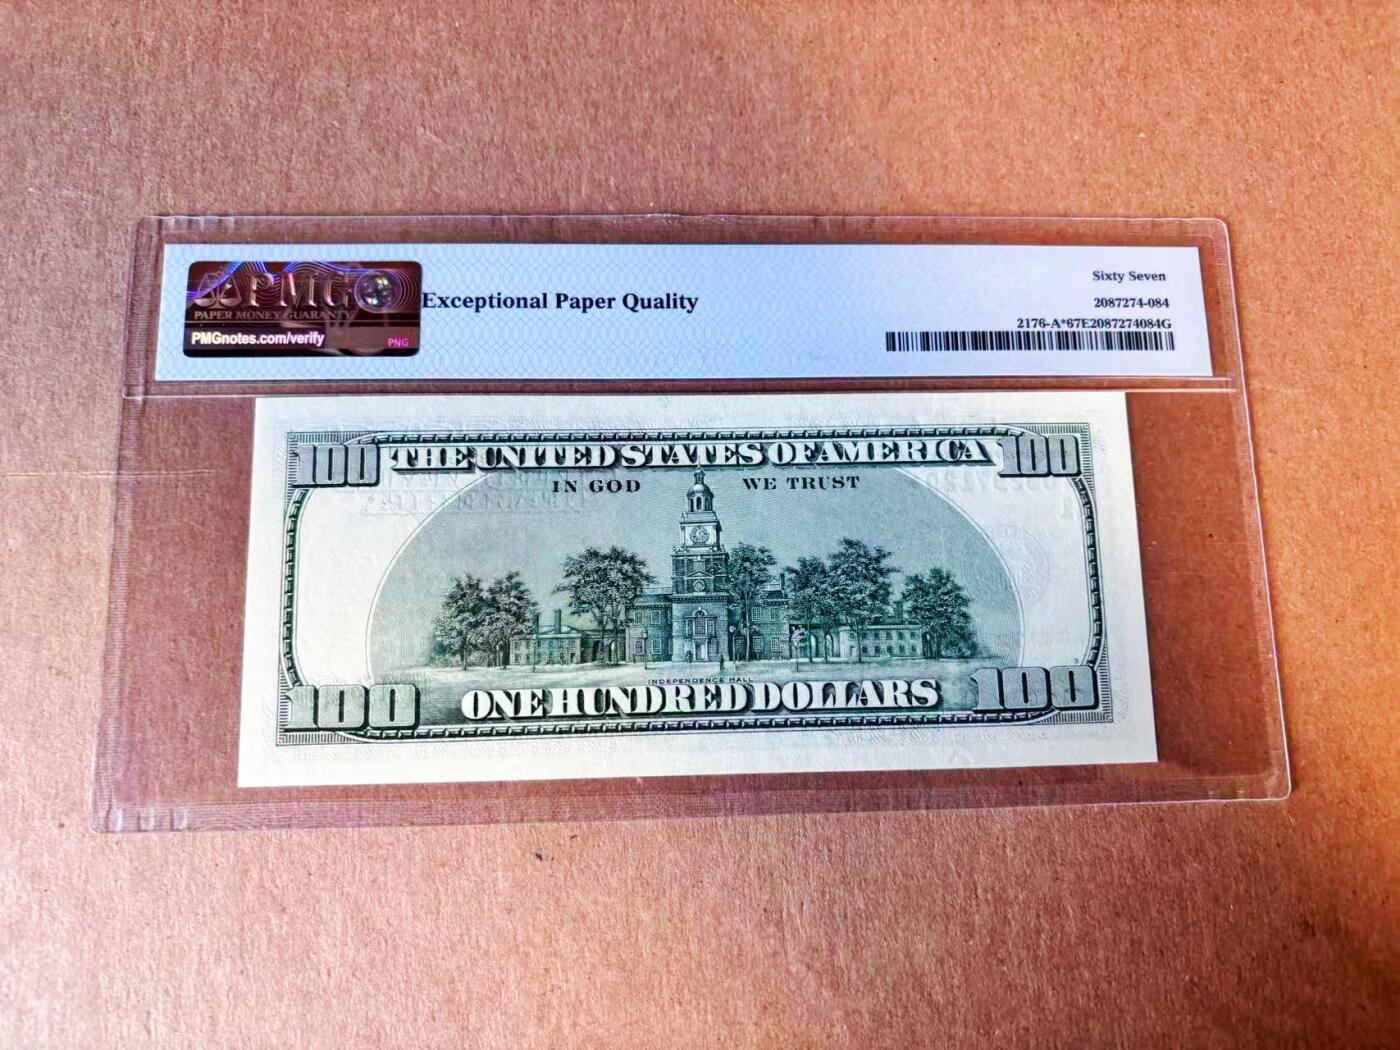 PMG
PAPER MONEY GUARANTY
PMGnotes.com/verify
PNG
Exceptional Paper Quality
Sixty Seven
2087274-084
2176-A*67E2087274084G
100 THE UNITED STATES OF AMERICA 100
IN GOD WE TRUST
INDEPENDENCE HALL
100 ONE HUNDRED DOLLARS 100